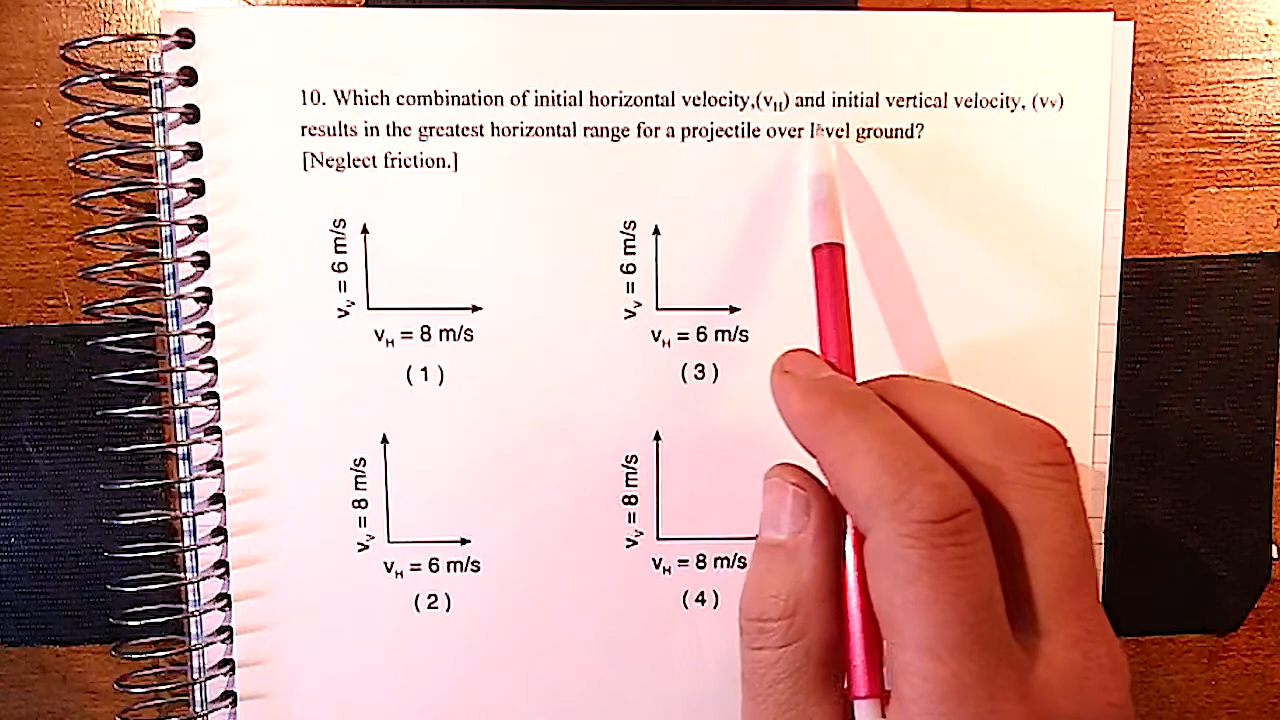 10. Which combination of initial horizontal velocity,(vH) and initial vertical velocity, (vv)
results in the greatest horizontal range for a projectile over level ground?
[Neglect friction.]
vv = 6 m/s
vH = 8 m/s
(1)
vv = 6 m/s
vH = 6 m/s
(3)
vv = 8 m/s
vH = 6 m/s
(2)
vv = 8 m/s
vH = 8 m/s
(4)